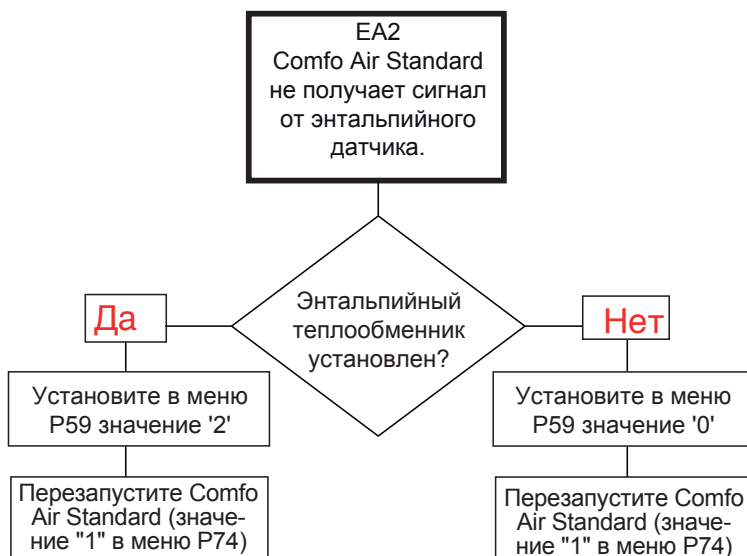 EA2
Comfo Air Standard
не получает сигнал
от энтальпийного
датчика.
Энтальпийный
теплообменник
установлен?
Да
Нет
Установите в меню
P59 значение '2'
Установите в меню
P59 значение '0'
Перезапустите Comfo
Air Standard (значе-
ние "1" в меню P74)
Перезапустите Comfo
Air Standard (значе-
ние "1" в меню P74)